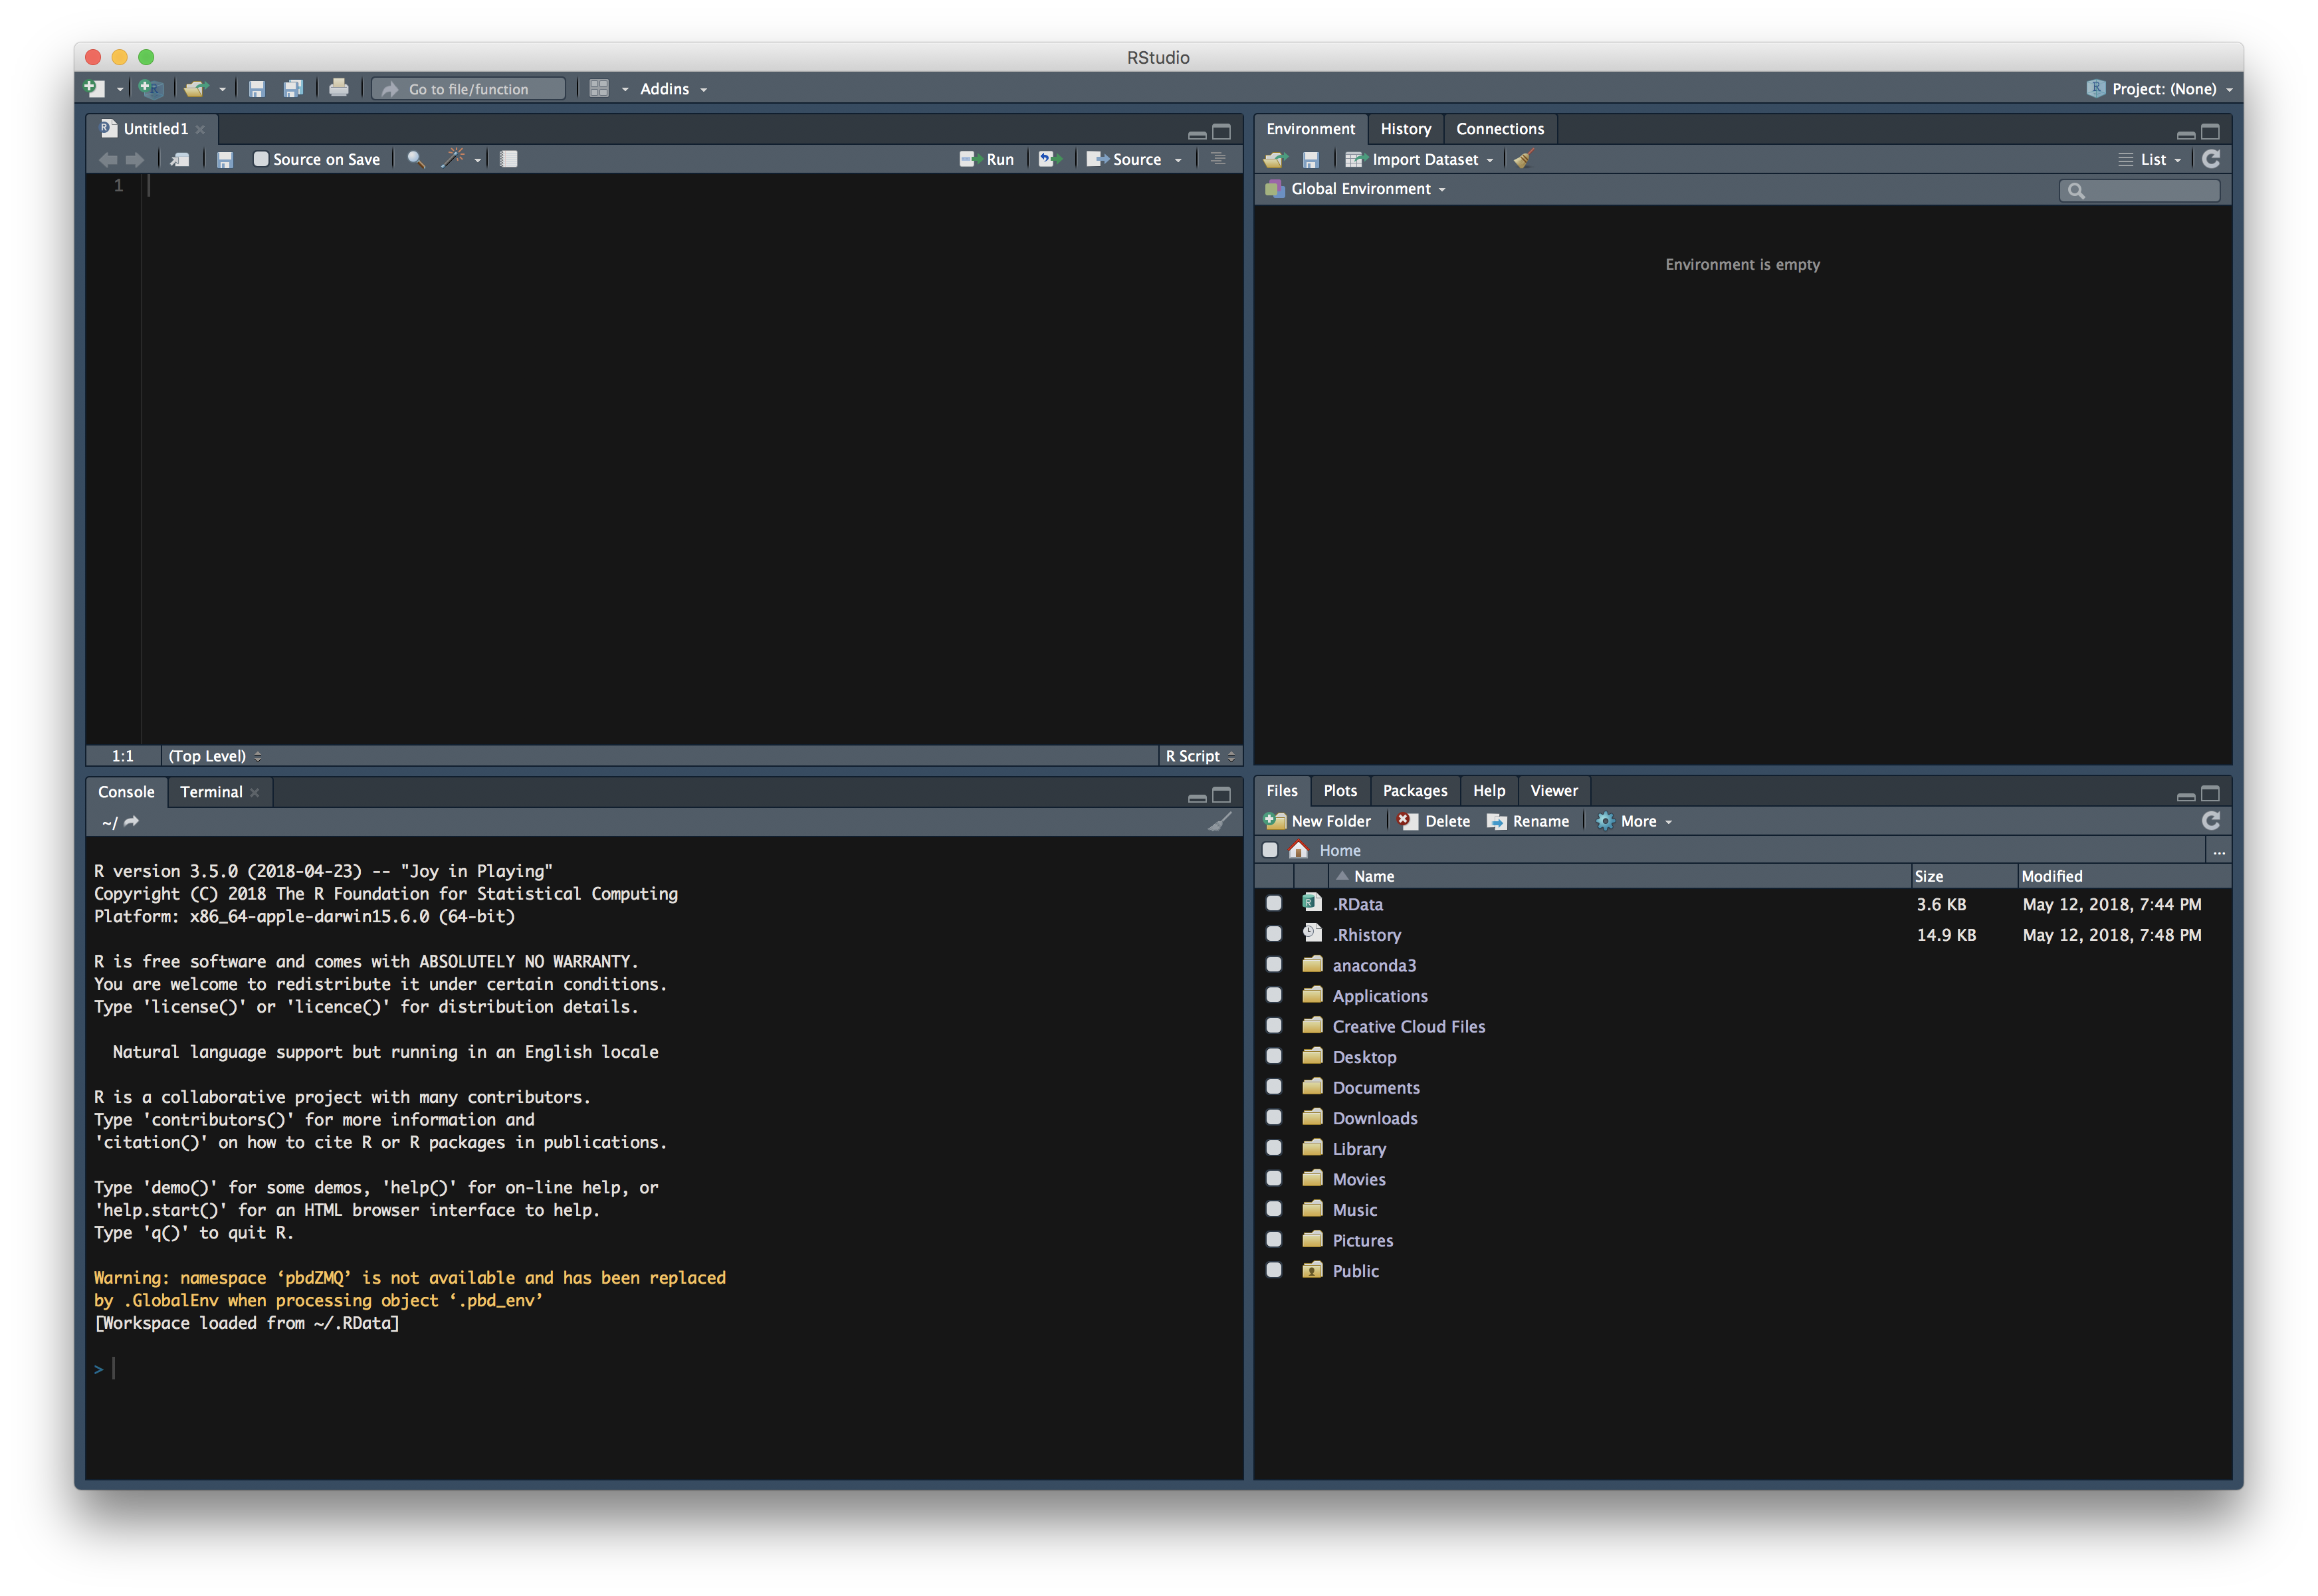 RStudio
Go to file/function
Addins
Project: (None)
Untitled1
Source on Save
Run
Source
1
1:1
(Top Level)
R Script
Environment
History
Connections
Import Dataset
List
Global Environment
Environment is empty
Console
Terminal
~/
R version 3.5.0 (2018-04-23) -- "Joy in Playing"
Copyright (C) 2018 The R Foundation for Statistical Computing
Platform: x86_64-apple-darwin15.6.0 (64-bit)
R is free software and comes with ABSOLUTELY NO WARRANTY.
You are welcome to redistribute it under certain conditions.
Type 'license()' or 'licence()' for distribution details.
Natural language support but running in an English locale
R is a collaborative project with many contributors.
Type 'contributors()' for more information and
'citation()' on how to cite R or R packages in publications.
Type 'demo()' for some demos, 'help()' for on-line help, or
'help.start()' for an HTML browser interface to help.
Type 'q()' to quit R.
Warning: namespace ‘pbdZMQ’ is not available and has been replaced
by .GlobalEnv when processing object ‘.pbd_env’
[Workspace loaded from ~/.RData]
>
Files
Plots
Packages
Help
Viewer
New Folder
Delete
Rename
More
Home
...
Name
Size
Modified
.RData 3.6 KB May 12, 2018, 7:44 PM
.Rhistory 14.9 KB May 12, 2018, 7:48 PM
anaconda3
Applications
Creative Cloud Files
Desktop
Documents
Downloads
Library
Movies
Music
Pictures
Public